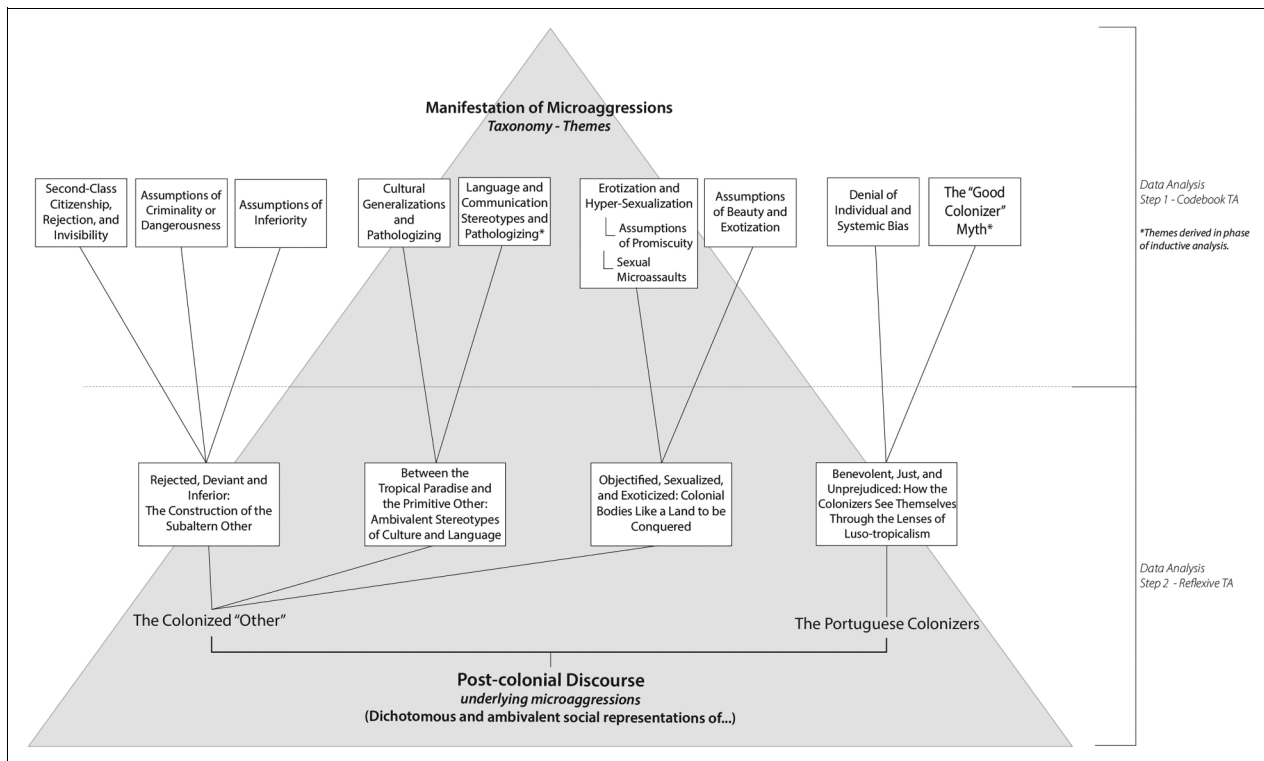 Manifestation of Microaggressions
Taxonomy - Themes
Second-Class
Citizenship,
Rejection, and
Invisibility
Assumptions of
Criminality or
Dangerousness
Assumptions of
Inferiority
Cultural
Generalizations
and
Pathologizing
Language and
Communication
Stereotypes and
Pathologizing*
Erotization and
Hyper-Sexualization
Assumptions
of Promiscuity
Sexual
Microassaults
Assumptions
of Beauty and
Exotization
Denial of
Individual and
Systemic Bias
The “Good
Colonizer”
Myth*
Data Analysis
Step 1 - Codebook TA
*Themes derived in phase
of inductive analysis.
Rejected, Deviant and
Inferior:
The Construction of the
Subaltern Other
Between the
Tropical Paradise and
the Primitive Other:
Ambivalent Stereotypes
of Culture and Language
Objectified, Sexualized,
and Exoticized: Colonial
Bodies Like a Land to be
Conquered
Benevolent, Just, and
Unprejudiced: How the
Colonizers See Themselves
Through the Lenses of
Luso-tropicalism
Data Analysis
Step 2 - Reflexive TA
The Colonized “Other”
The Portuguese Colonizers
Post-colonial Discourse
underlying microaggressions
(Dichotomous and ambivalent social representations of...)